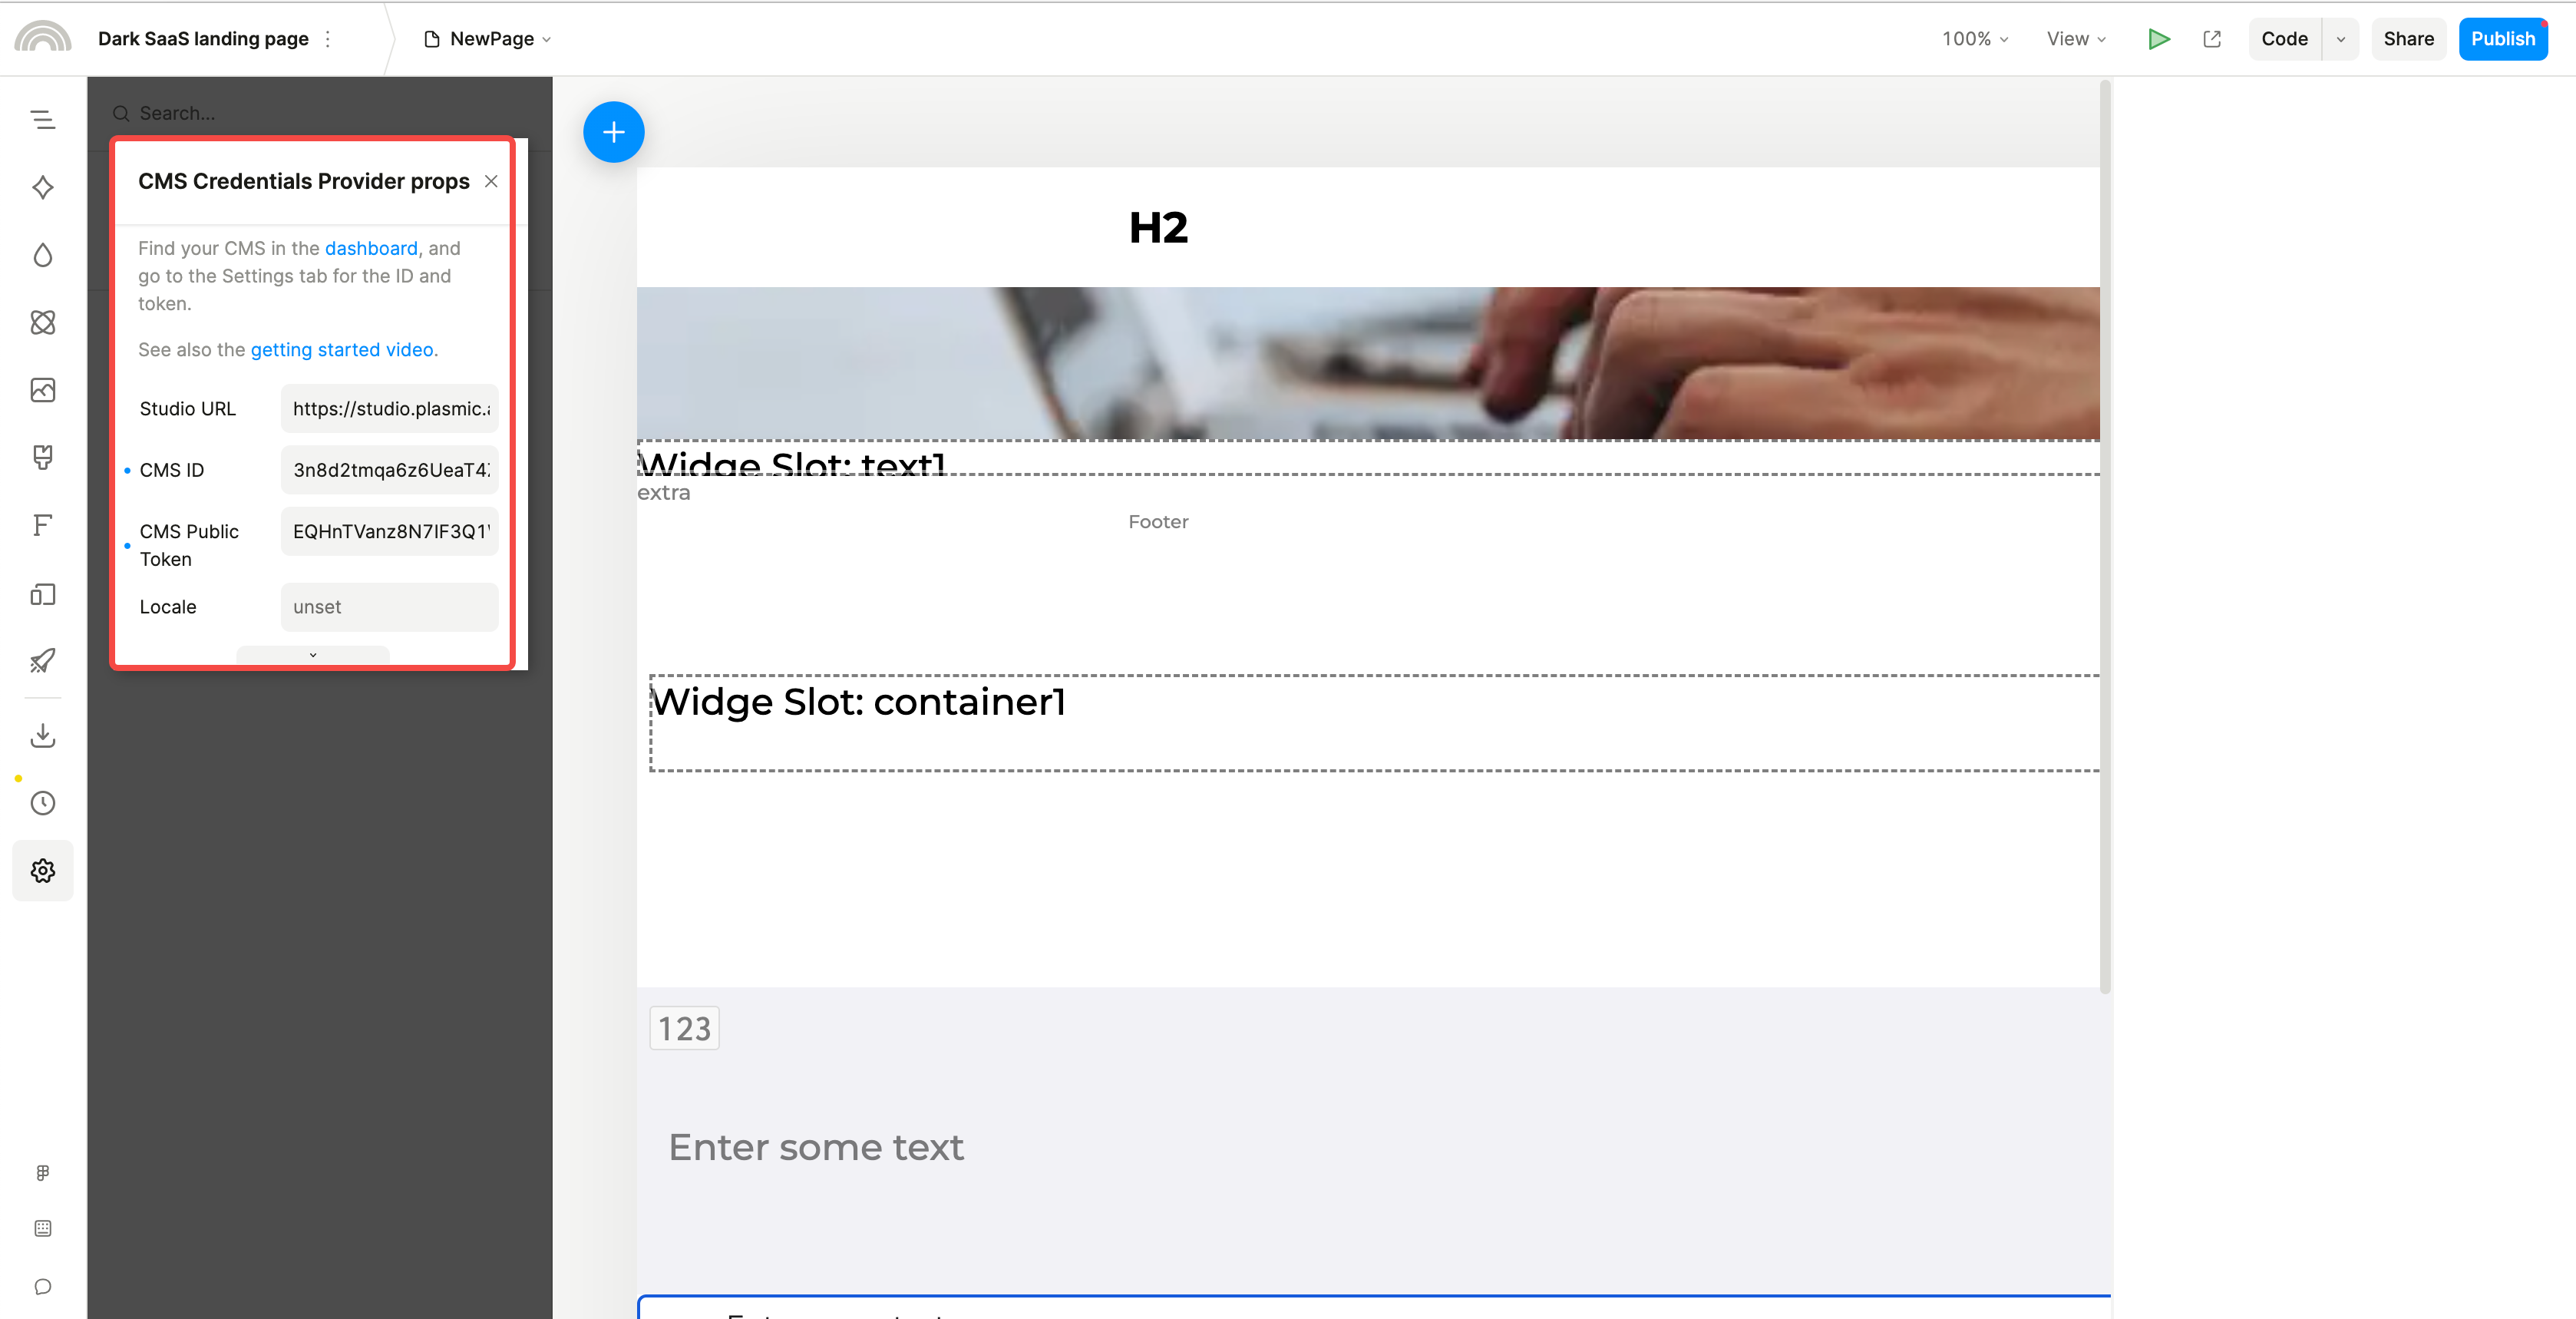 Dark SaaS landing page
NewPage
100%
View
Code
Share
Publish
Search...
CMS Credentials Provider props
Find your CMS in the dashboard, and
go to the Settings tab for the ID and
token.
See also the getting started video.
Studio URL
https://studio.plasmic.
CMS ID
3n8d2tmqa6z6UeaT4
CMS Public
Token
EQHnTVanz8N7IF3Q1
Locale
unset
H2
Widge Slot: text1
extra
Footer
Widge Slot: container1
123
Enter some text